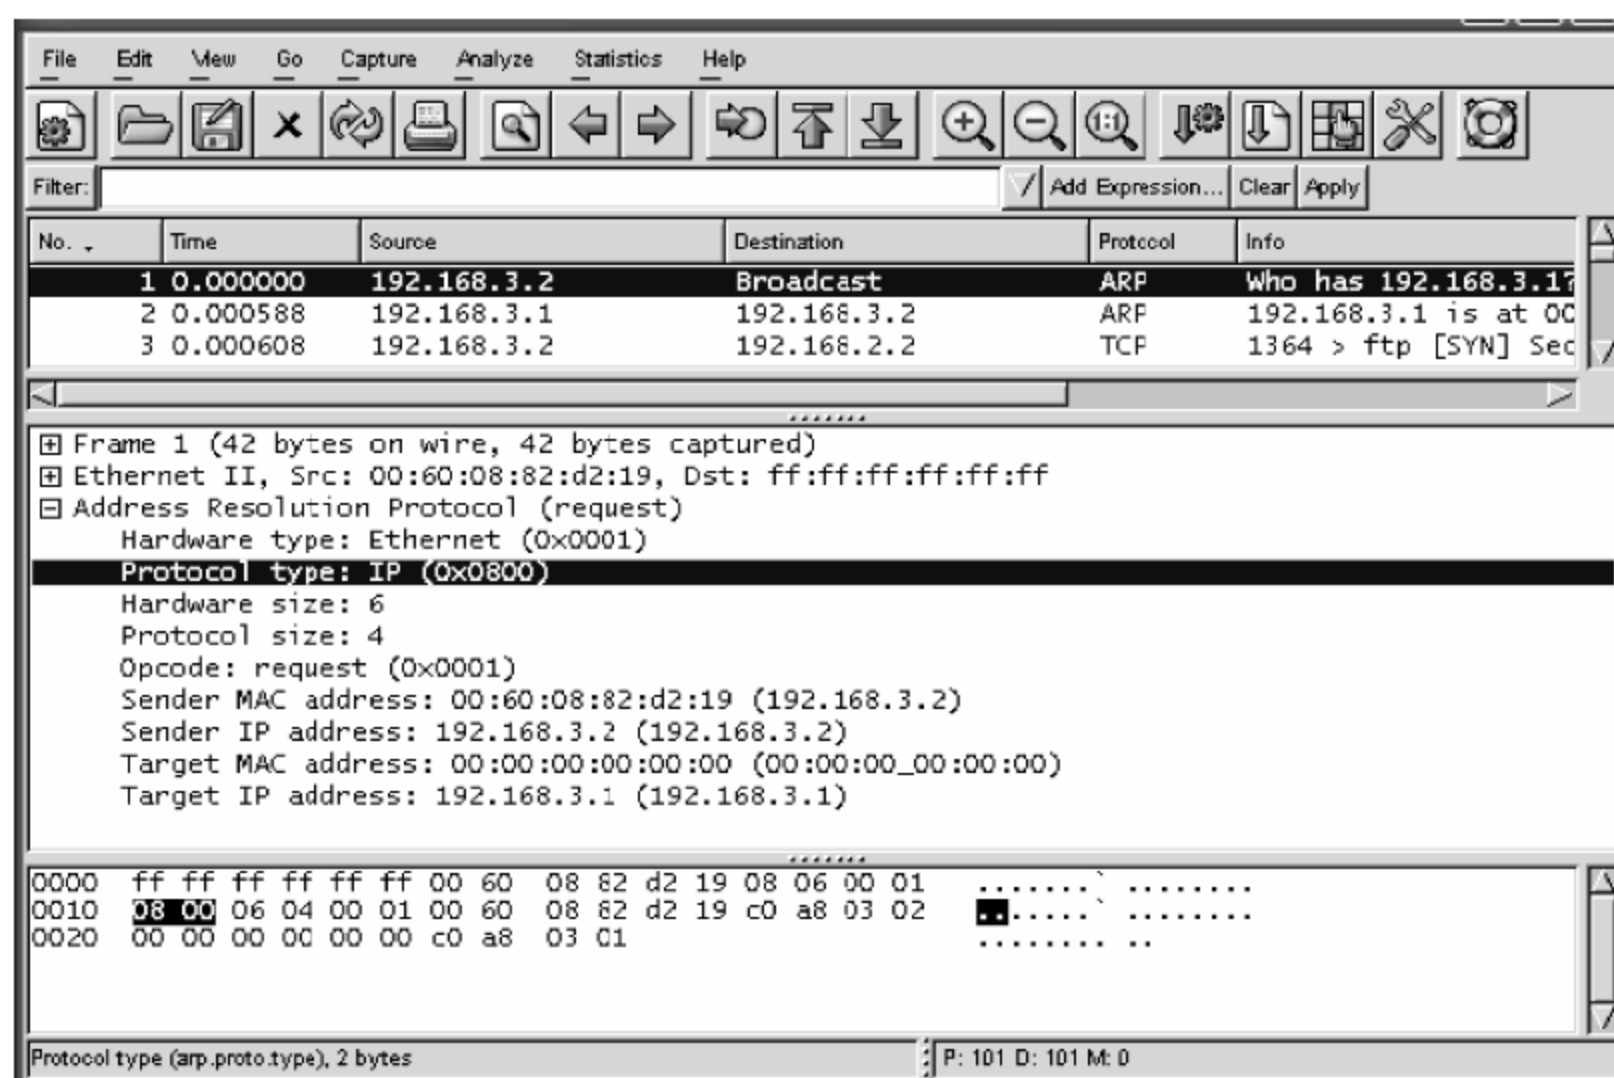 File Edit View Go Capture Analyze Statistics Help
1:1
Filter: Add Expression... Clear Apply
No. Time Source Destination Protocol Info
1 0.000000 192.168.3.2 Broadcast ARP Who has 192.168.3.1?
2 0.000588 192.168.3.1 192.168.3.2 ARP 192.168.3.1 is at 00
3 0.000608 192.168.3.2 192.168.2.2 TCP 1364 > ftp [SYN] Sec
Frame 1 (42 bytes on wire, 42 bytes captured)
Ethernet II, Src: 00:60:08:82:d2:19, Dst: ff:ff:ff:ff:ff:ff
Address Resolution Protocol (request)
Hardware type: Ethernet (0x0001)
Protocol type: IP (0x0800)
Hardware size: 6
Protocol size: 4
Opcode: request (0x0001)
Sender MAC address: 00:60:08:82:d2:19 (192.168.3.2)
Sender IP address: 192.168.3.2 (192.168.3.2)
Target MAC address: 00:00:00:00:00:00 (00:00:00_00:00:00)
Target IP address: 192.168.3.1 (192.168.3.1)
0000 ff ff ff ff ff ff 00 60 08 82 d2 19 08 06 00 01 .......` ........
0010 08 00 06 04 00 01 00 60 08 82 d2 19 c0 a8 03 02 .......` ........
0020 00 00 00 00 00 00 c0 a8 03 01 ........ ..
Protocol type (arp.proto.type), 2 bytes P: 101 D: 101 M: 0